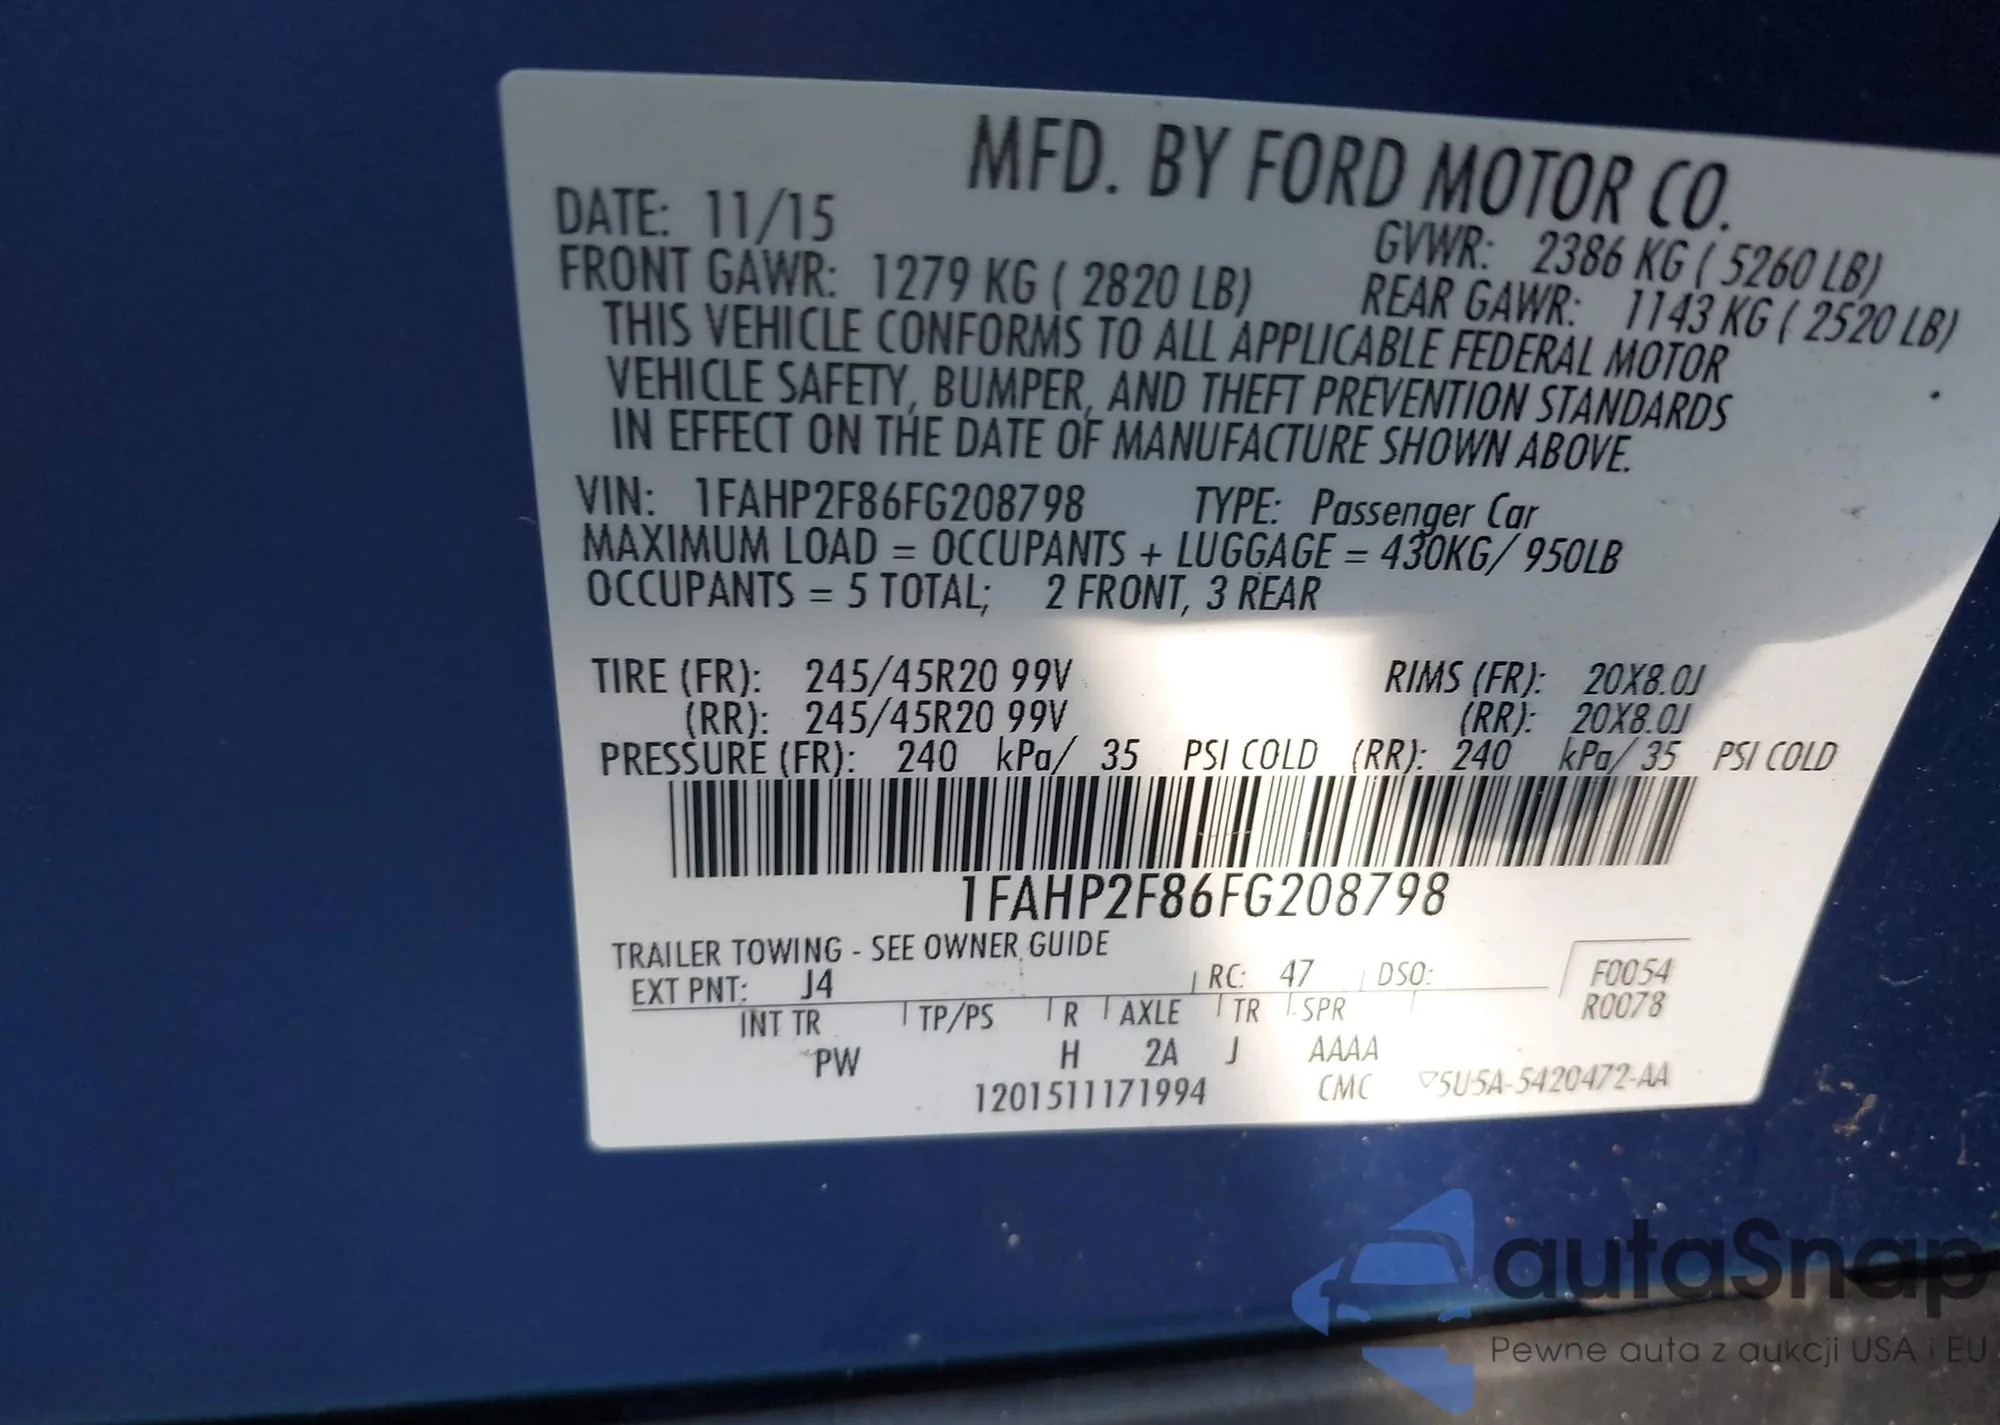 MFD. BY FORD MOTOR CO.
DATE: 11/15
GVWR: 2386 KG ( 5260 LB)
FRONT GAWR: 1279 KG ( 2820 LB)
REAR GAWR: 1143 KG ( 2520 LB)
THIS VEHICLE CONFORMS TO ALL APPLICABLE FEDERAL MOTOR
VEHICLE SAFETY, BUMPER, AND THEFT PREVENTION STANDARDS
IN EFFECT ON THE DATE OF MANUFACTURE SHOWN ABOVE.
VIN: 1FAHP2F86FG208798 TYPE: Passenger Car
MAXIMUM LOAD = OCCUPANTS + LUGGAGE = 430KG/ 950LB
OCCUPANTS = 5 TOTAL; 2 FRONT, 3 REAR
TIRE (FR): 245/45R20 99V RIMS (FR): 20X8.0J
(RR): 245/45R20 99V (RR): 20X8.0J
PRESSURE (FR): 240 kPa/ 35 PSI COLD (RR): 240 kPa/ 35 PSI COLD
1FAHP2F86FG208798
TRAILER TOWING - SEE OWNER GUIDE
EXT PNT: J4 RC: 47 DSO: F0054
R0078
INT TR TP/PS R AXLE TR SPR
PW H 2A J AAAA
1201511171994 CMC ▽5U5A-5420472-AA
autaSnap
Pewne auta z aukcji USA i EU